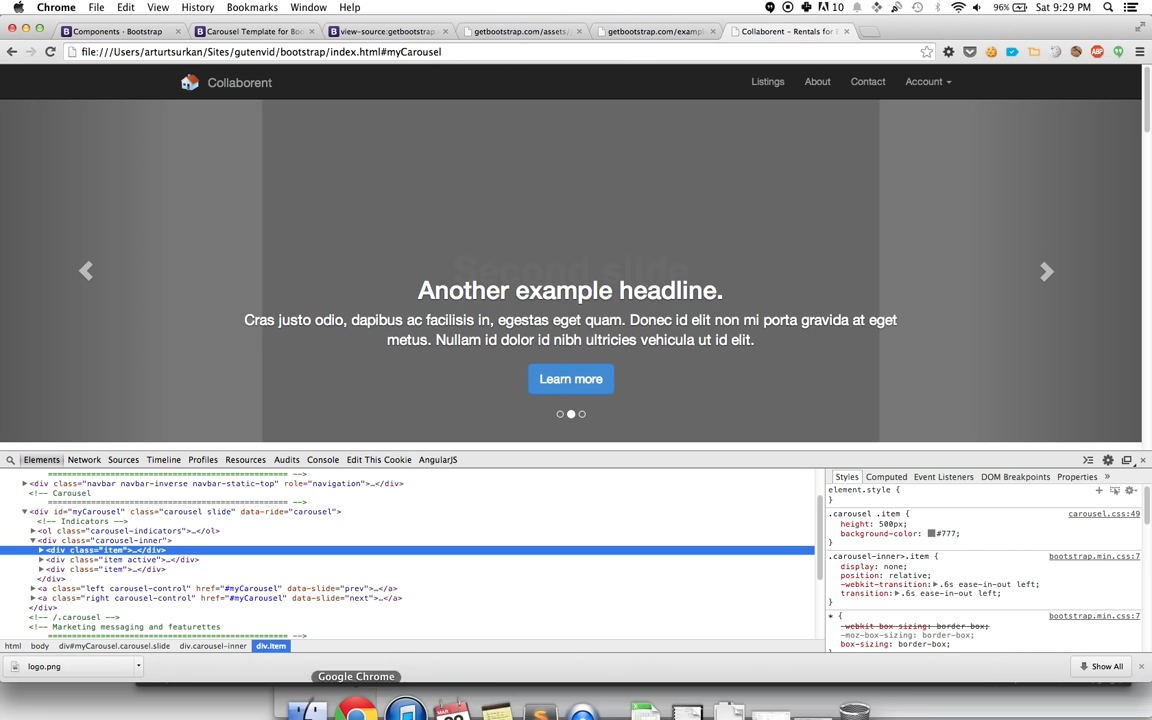 Chrome File Edit View History Bookmarks Window Help 10 96% Sat 9:29 PM
Components · Bootstrap Carousel Template for Boo view-source:getbootstrap getbootstrap.com/assets/ getbootstrap.com/exampl Collaborent - Rentals for E
file:///Users/arturtsurkan/Sites/gutenvid/bootstrap/index.html#myCarousel
ABP
Collaborent Listings About Contact Account
Second slide
Another example headline.
Cras justo odio, dapibus ac facilisis in, egestas eget quam. Donec id elit non mi porta gravida at eget
metus. Nullam id dolor id nibh ultricies vehicula ut id elit.
Learn more
Elements Network Sources Timeline Profiles Resources Audits Console Edit This Cookie AngularJS
================================================== -->
<div class="navbar navbar-inverse navbar-static-top" role="navigation">…</div>
<!-- Carousel
================================================== -->
<div id="myCarousel" class="carousel slide" data-ride="carousel">
<!-- Indicators -->
<ol class="carousel-indicators">…</ol>
<div class="carousel-inner">
<div class="item">…</div>
<div class="item active">…</div>
<div class="item">…</div>
</div>
<a class="left carousel-control" href="#myCarousel" data-slide="prev">…</a>
<a class="right carousel-control" href="#myCarousel" data-slide="next">…</a>
</div>
<!-- /.carousel -->
<!-- Marketing messaging and featurettes
================================================== -->
html body div#myCarousel.carousel.slide div.carousel-inner div.item
Styles Computed Event Listeners DOM Breakpoints Properties »
element.style {
}
.carousel .item { carousel.css:49
height: 500px;
background-color: #777;
}
.carousel-inner>.item { bootstrap.min.css:7
display: none;
position: relative;
-webkit-transition: .6s ease-in-out left;
transition: .6s ease-in-out left;
}
* { bootstrap.min.css:7
-webkit-box-sizing: border-box;
-moz-box-sizing: border-box;
box-sizing: border-box;
logo.png Show All
Google Chrome